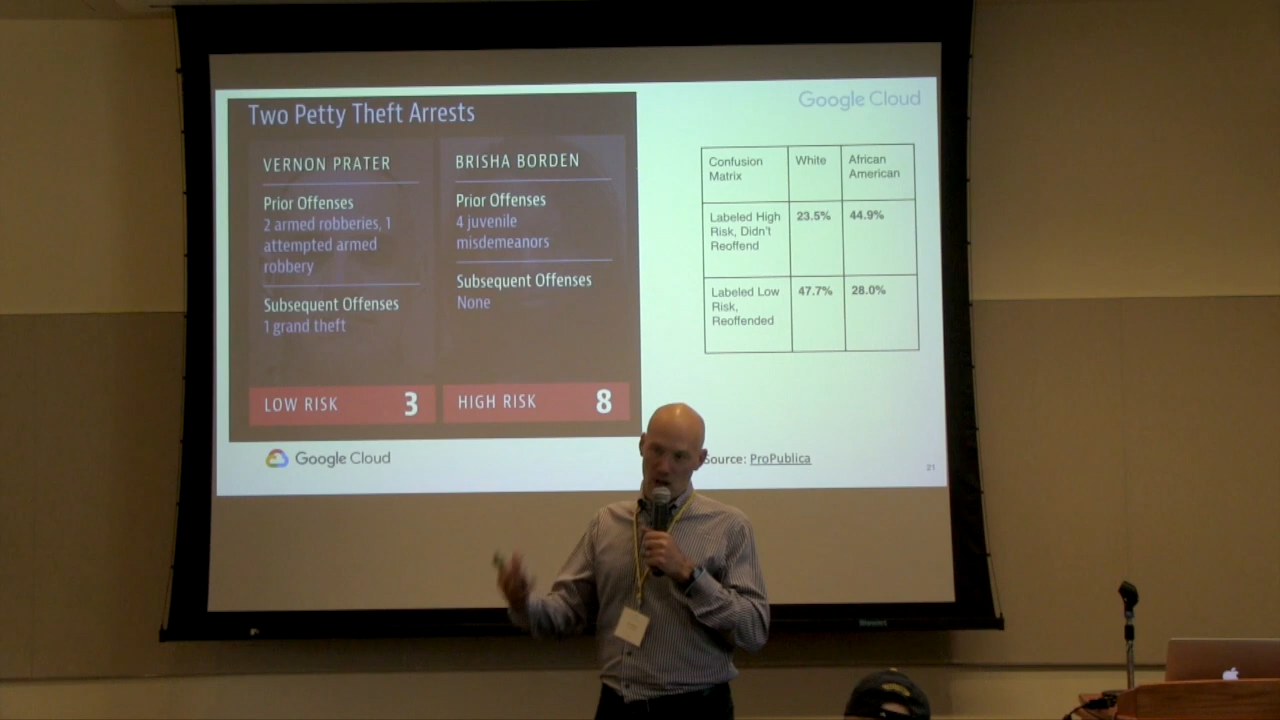 Two Petty Theft Arrests
VERNON PRATER
Prior Offenses
2 armed robberies, 1
attempted armed
robbery
Subsequent Offenses
1 grand theft
LOW RISK 3
BRISHA BORDEN
Prior Offenses
4 juvenile
misdemeanors
Subsequent Offenses
None
HIGH RISK 8
Google Cloud
Google Cloud
Confusion
Matrix
White
African
American
Labeled High
Risk, Didn't
Reoffend
23.5%
44.9%
Labeled Low
Risk,
Reoffended
47.7%
28.0%
Source: ProPublica
21